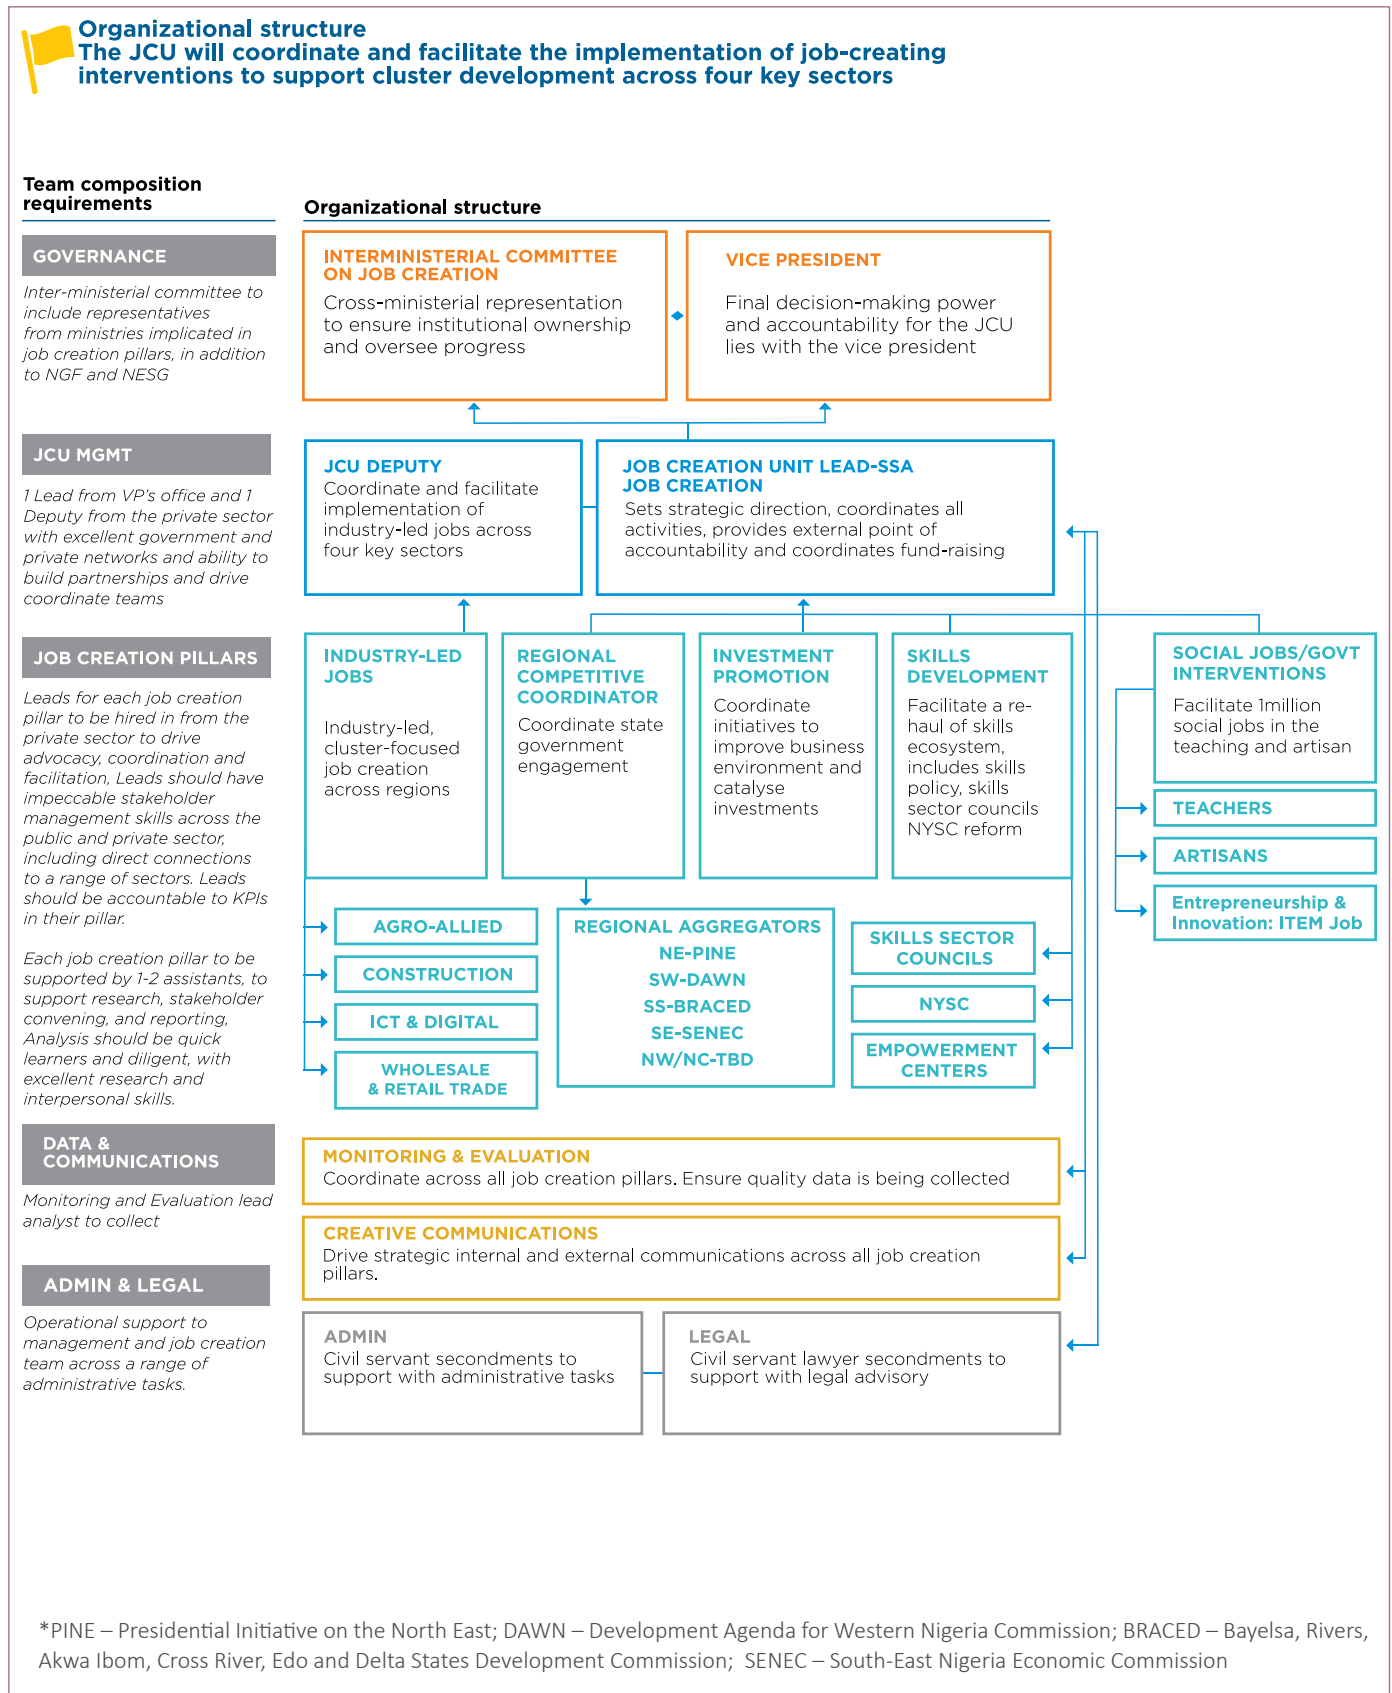 Organizational structure
The JCU will coordinate and facilitate the implementation of job-creating
interventions to support cluster development across four key sectors
Team composition
requirements
Organizational structure
GOVERNANCE
Inter-ministerial committee to
include representatives
from ministries implicated in
job creation pillars, in addition
to NGF and NESG
INTERMINISTERIAL COMMITTEE
ON JOB CREATION
Cross-ministerial representation
to ensure institutional ownership
and oversee progress
VICE PRESIDENT
Final decision-making power
and accountability for the JCU
lies with the vice president
JCU MGMT
1 Lead from VP's office and 1
Deputy from the private sector
with excellent government and
private networks and ability to
build partnerships and drive
coordinate teams
JCU DEPUTY
Coordinate and facilitate
implementation of
industry-led jobs across
four key sectors
JOB CREATION UNIT LEAD-SSA
JOB CREATION
Sets strategic direction, coordinates all
activities, provides external point of
accountability and coordinates fund-raising
JOB CREATION PILLARS
Leads for each job creation
pillar to be hired in from the
private sector to drive
advocacy, coordination and
facilitation, Leads should have
impeccable stakeholder
management skills across the
public and private sector,
including direct connections
to a range of sectors. Leads
should be accountable to KPIs
in their pillar.
Each job creation pillar to be
supported by 1-2 assistants, to
support research, stakeholder
convening, and reporting,
Analysis should be quick
learners and diligent, with
excellent research and
interpersonal skills.
INDUSTRY-LED
JOBS
Industry-led,
cluster-focused
job creation
across regions
REGIONAL
COMPETITIVE
COORDINATOR
Coordinate state
government
engagement
INVESTMENT
PROMOTION
Coordinate
initiatives to
improve business
environment and
catalyse
investments
SKILLS
DEVELOPMENT
Facilitate a re-
haul of skills
ecosystem,
includes skills
policy, skills
sector councils
NYSC reform
SOCIAL JOBS/GOVT
INTERVENTIONS
Facilitate 1million
social jobs in the
teaching and artisan
TEACHERS
ARTISANS
Entrepreneurship &
Innovation: ITEM Job
AGRO-ALLIED
CONSTRUCTION
ICT & DIGITAL
WHOLESALE
& RETAIL TRADE
REGIONAL AGGREGATORS
NE-PINE
SW-DAWN
SS-BRACED
SE-SENEC
NW/NC-TBD
SKILLS SECTOR
COUNCILS
NYSC
EMPOWERMENT
CENTERS
DATA &
COMMUNICATIONS
Monitoring and Evaluation lead
analyst to collect
MONITORING & EVALUATION
Coordinate across all job creation pillars. Ensure quality data is being collected
CREATIVE COMMUNICATIONS
Drive strategic internal and external communications across all job creation
pillars.
ADMIN & LEGAL
Operational support to
management and job creation
team across a range of
administrative tasks.
ADMIN
Civil servant secondments to
support with administrative tasks
LEGAL
Civil servant lawyer secondments to
support with legal advisory
*PINE – Presidential Initiative on the North East; DAWN – Development Agenda for Western Nigeria Commission; BRACED – Bayelsa, Rivers,
Akwa Ibom, Cross River, Edo and Delta States Development Commission; SENEC – South-East Nigeria Economic Commission